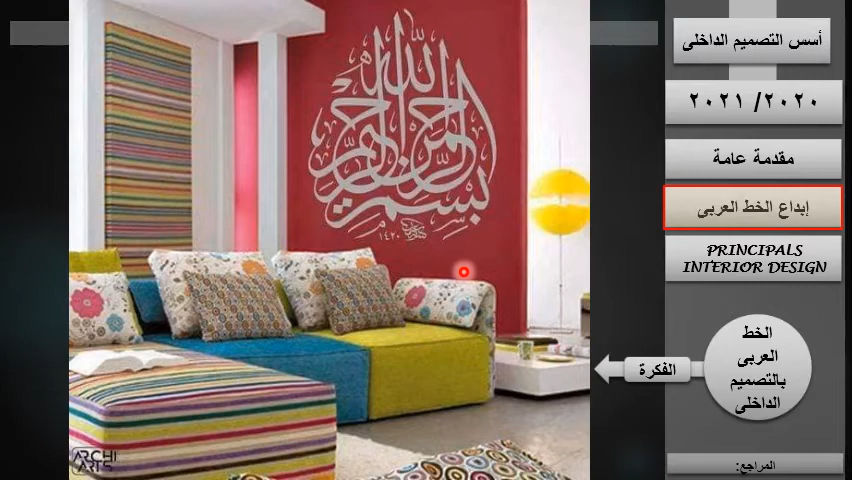 أسس التصميم الداخلى
٢٠٢٠/ ٢٠٢١
مقدمة عامة
إبداع الخط العربى
PRINCIPALS
INTERIOR DESIGN
الخط
العربى
بالتصميم
الداخلى
الفكرة
المراجع:
بسم الله الرحمن الرحيم
١٤٢٠
ARCHI
ARTS